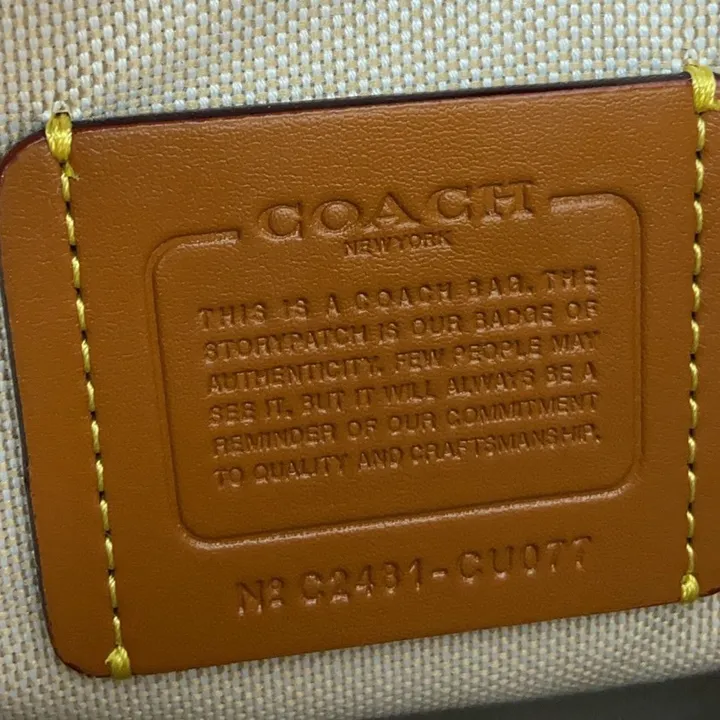 COACH
NEW YORK
THIS IS A COACH BAG. THE
STORYPATCH IS OUR BADGE OF
AUTHENTICITY. FEW PEOPLE MAY
SEE IT, BUT IT WILL ALWAYS BE A
REMINDER OF OUR COMMITMENT
TO QUALITY AND CRAFTSMANSHIP.
Nº C2481-CU077